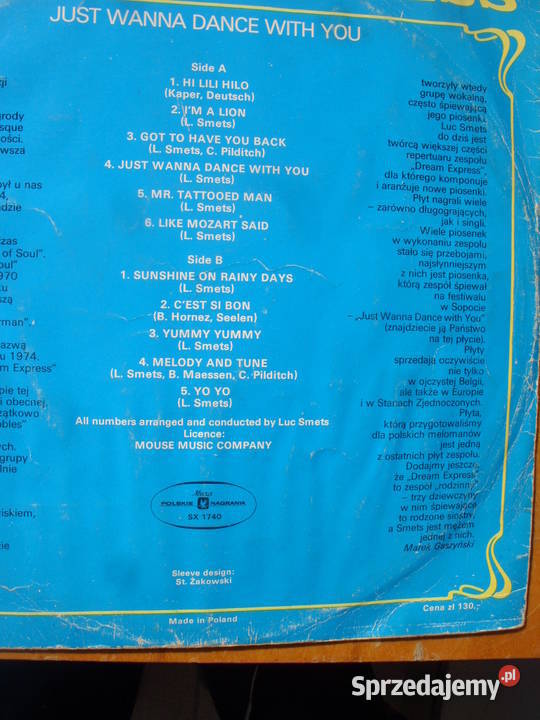 JUST WANNA DANCE WITH YOU
Side A
1. HI LILI HILO
(Kaper, Deutsch)
2. I'M A LION
(L. Smets)
3. GOT TO HAVE YOU BACK
(L. Smets, C. Pilditch)
4. JUST WANNA DANCE WITH YOU
(L. Smets)
5. MR. TATTOOED MAN
(L. Smets)
6. LIKE MOZART SAID
(L. Smets)
Side B
1. SUNSHINE ON RAINY DAYS
(L. Smets)
2. C'EST SI BON
(B. Hornez, Seelen)
3. YUMMY YUMMY
(L. Smets)
4. MELODY AND TUNE
(L. Smets, B. Maessen, C. Pilditch)
5. YO YO
(L. Smets)
All numbers arranged and conducted by Luc Smets
Licence:
MOUSE MUSIC COMPANY
Muza
POLSKIE NAGRANIA
SX 1740
Sleeve design:
St. Żakowski
Made in Poland
tworzyły wtedy
grupę wokalną,
często śpiewającą
jego piosenki.
Luc Smets
do dziś jest
twórcą większej części
repertuaru zespołu
„Dream Express",
dla którego komponuje
i aranżuje nowe piosenki.
Płyt nagrali wiele
– zarówno długogrających,
jak i singli.
Wiele piosenek
w wykonaniu zespołu
stało się przebojami,
najsłynniejszym
z nich jest piosenka,
którą zespół śpiewał
na festiwalu
w Sopocie
– „Just Wanna Dance with You"
(znajdziecie ją Państwo
na tej płycie).
Płyty
sprzedają oczywiście
nie tylko
w ojczystej Belgii,
ale także w Europie
i w Stanach Zjednoczonych.
Płyta,
którą przygotowaliśmy
dla polskich melomanów
jest jedną
z ostatnich płyt zespołu.
Dodajmy jeszcze,
że „Dream Express"
to zespół „rodzinny"
– trzy dziewczyny
w nim śpiewające
to rodzone siostry,
a Smets jest mężem
jednej z nich.
Marek Gaszyński
Cena zł 130,-
Sprzedajemy.pl